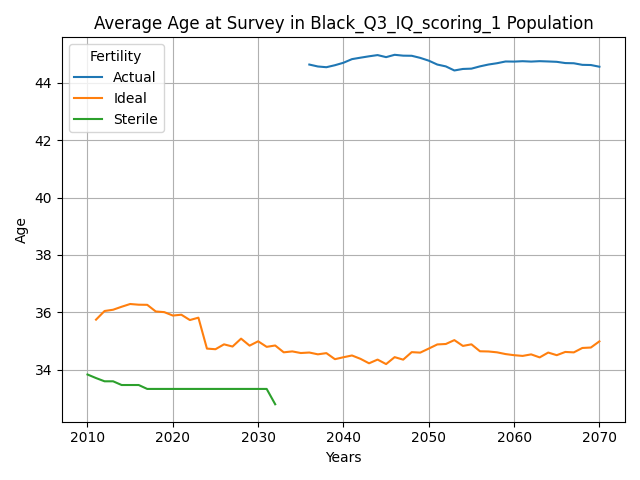 Average Age at Survey in Black_Q3_IQ_scoring_1 Population
Fertility
Actual
Ideal
Sterile
44
42
40
38
36
34
Age
2010 2020 2030 2040 2050 2060 2070
Years